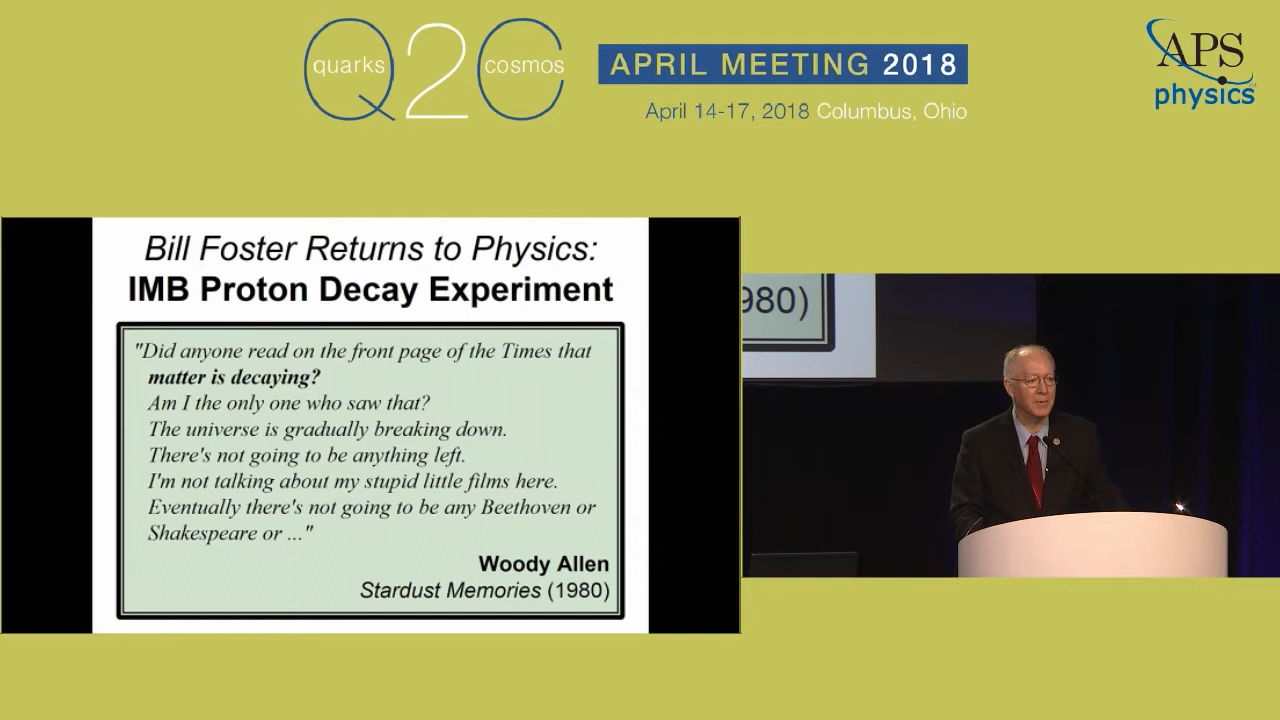 quarks
Q2C
cosmos
APRIL MEETING 2018
April 14-17, 2018 Columbus, Ohio
APS
physics
Bill Foster Returns to Physics:
IMB Proton Decay Experiment
"Did anyone read on the front page of the Times that
matter is decaying?
Am I the only one who saw that?
The universe is gradually breaking down.
There's not going to be anything left.
I'm not talking about my stupid little films here.
Eventually there's not going to be any Beethoven or
Shakespeare or ..."
Woody Allen
Stardust Memories (1980)
980)